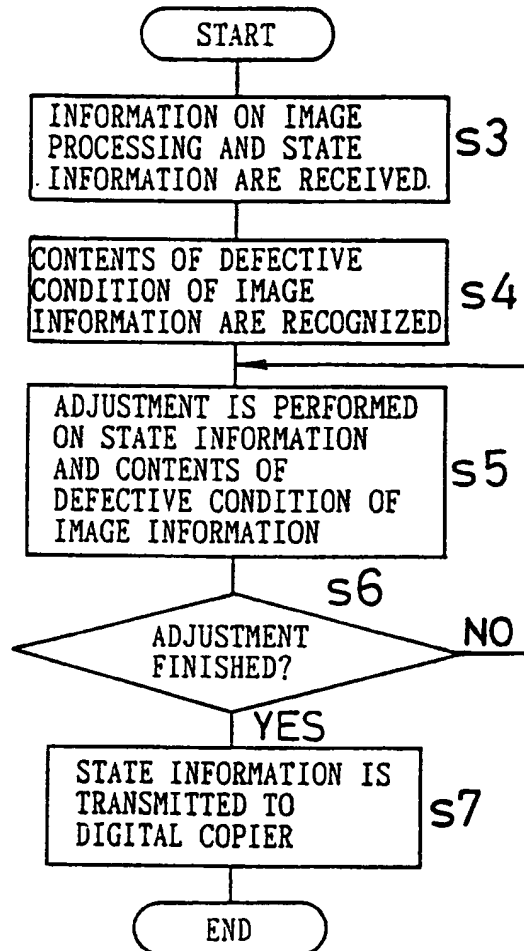 START
INFORMATION ON IMAGE
PROCESSING AND STATE
INFORMATION ARE RECEIVED.
s3
CONTENTS OF DEFECTIVE
CONDITION OF IMAGE
INFORMATION ARE RECOGNIZED
s4
ADJUSTMENT IS PERFORMED
ON STATE INFORMATION
AND CONTENTS OF
DEFECTIVE CONDITION OF
IMAGE INFORMATION
s5
s6
ADJUSTMENT
FINISHED?
NO
YES
STATE INFORMATION IS
TRANSMITTED TO
DIGITAL COPIER
s7
END